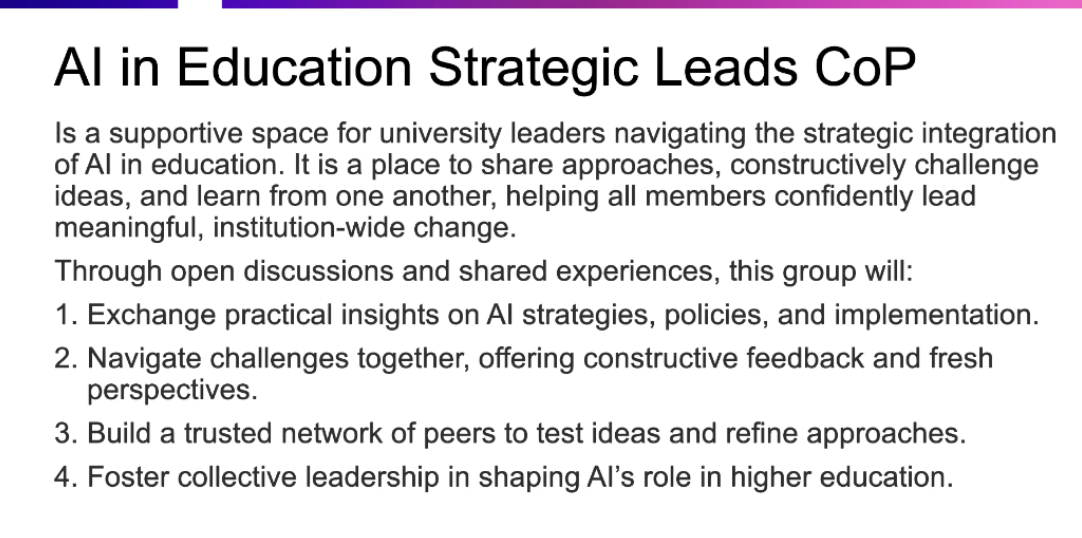 AI in Education Strategic Leads CoP
Is a supportive space for university leaders navigating the strategic integration
of AI in education. It is a place to share approaches, constructively challenge
ideas, and learn from one another, helping all members confidently lead
meaningful, institution-wide change.
Through open discussions and shared experiences, this group will:
1. Exchange practical insights on AI strategies, policies, and implementation.
2. Navigate challenges together, offering constructive feedback and fresh
perspectives.
3. Build a trusted network of peers to test ideas and refine approaches.
4. Foster collective leadership in shaping AI’s role in higher education.